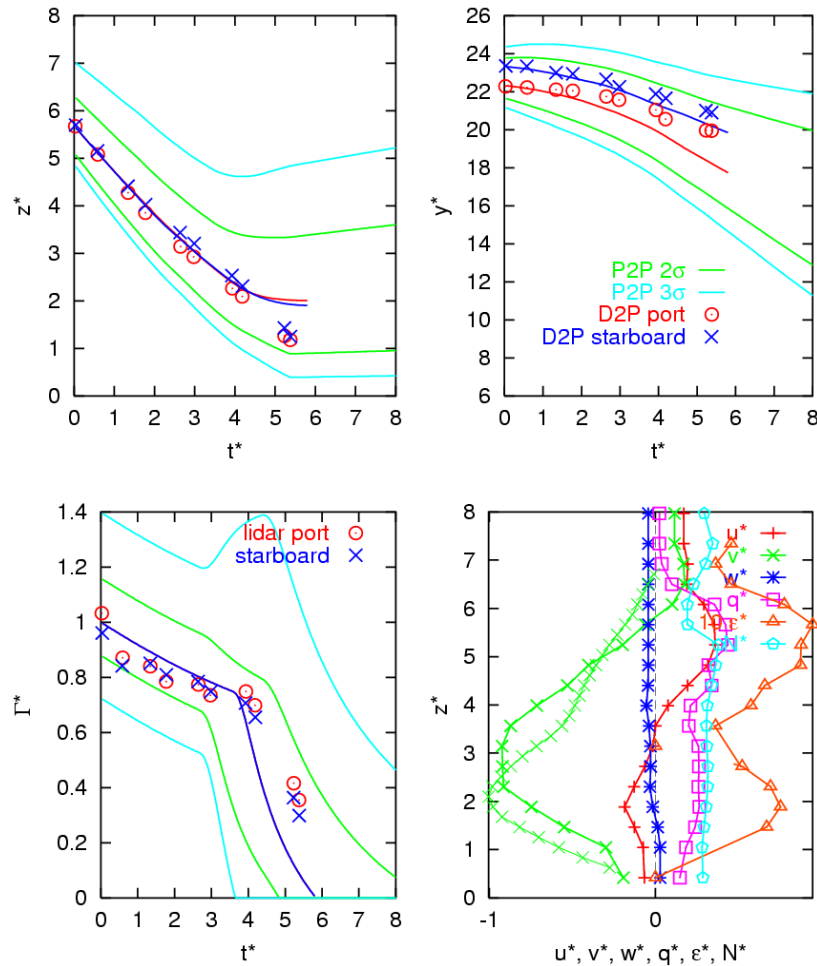 8
7
6
5
4
3
2
1
0
z*
0 1 2 3 4 5 6 7 8
t*
26
24
22
20
18
16
14
12
10
8
6
y*
P2P 2σ
P2P 3σ
D2P port
D2P starboard
0 1 2 3 4 5 6 7 8
t*
1.4
1.2
1
0.8
0.6
0.4
0.2
0
Γ*
lidar port
starboard
0 1 2 3 4 5 6 7 8
t*
8
7
6
5
4
3
2
1
0
z*
u*
v*
w*
q*
ε*
-1 0
u*, v*, w*, q*, ε*, N*